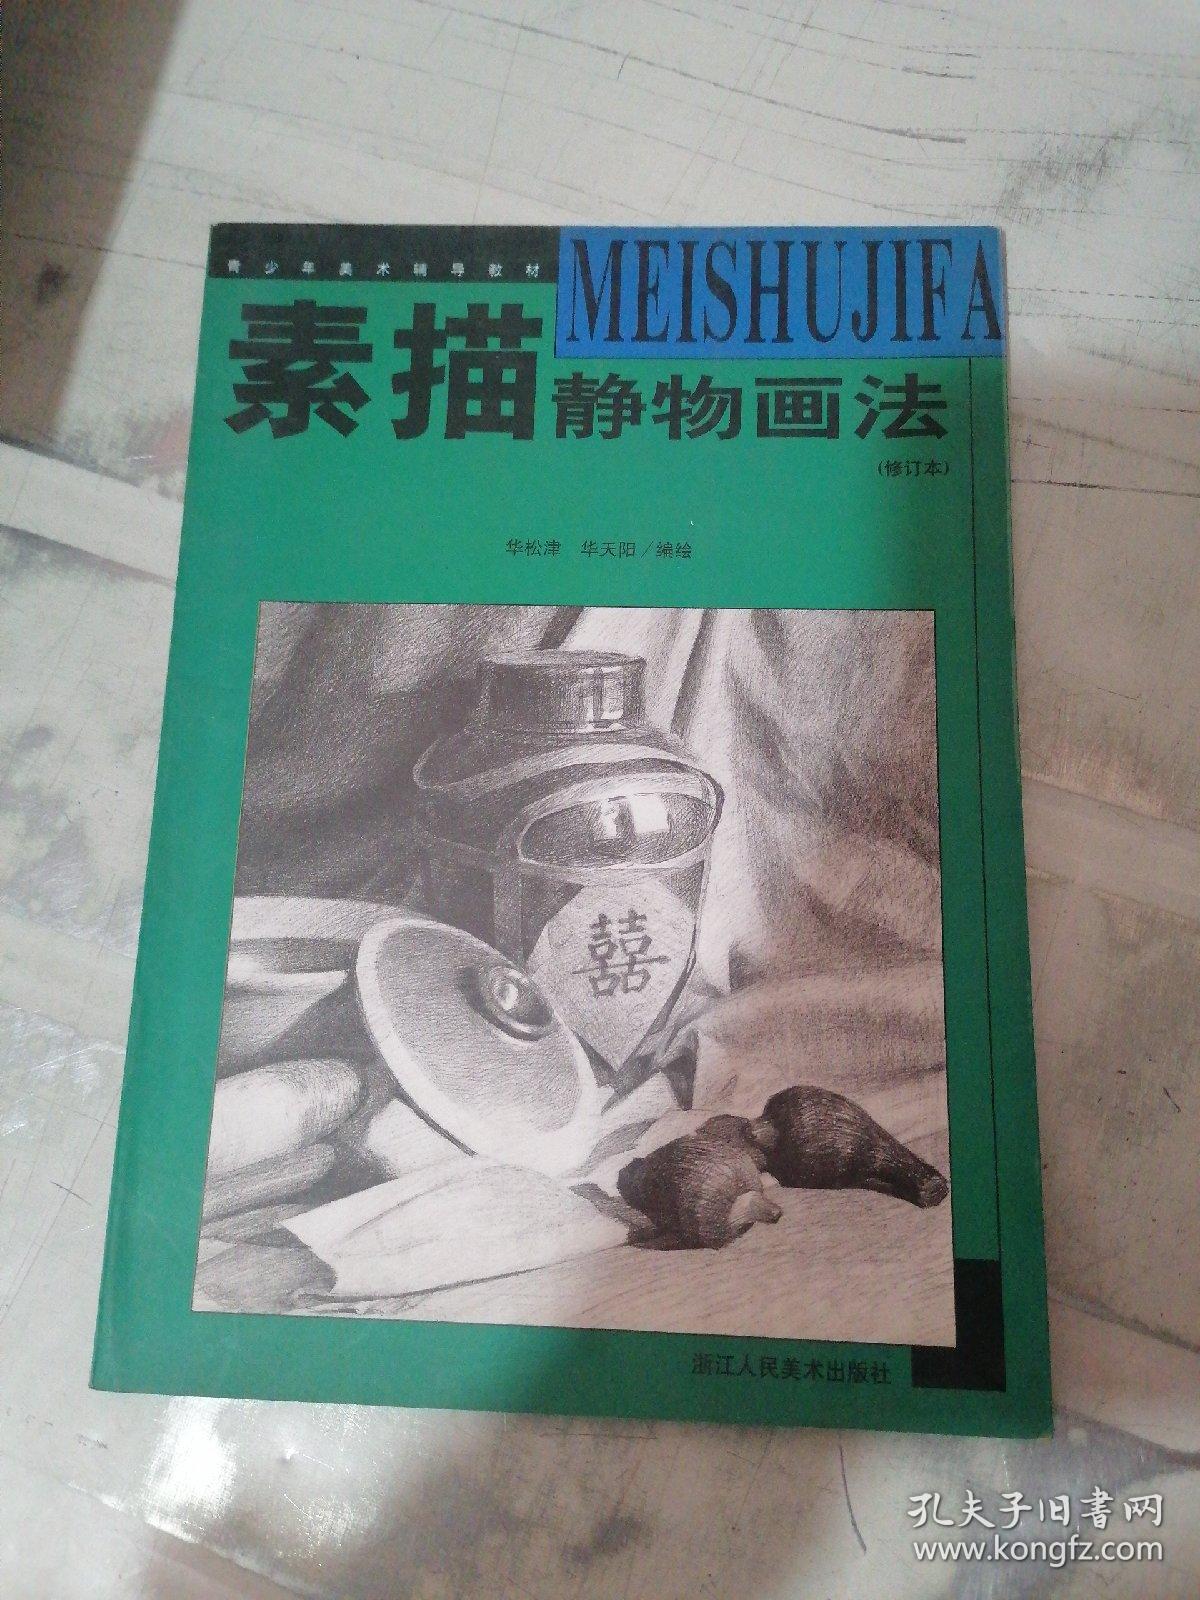 青少年美术辅导教材
MEISHUJIFA
素描静物画法
(修订本)
华松津 华天阳/编绘
囍
浙江人民美术出版社
孔夫子旧书网
www.kongfz.com